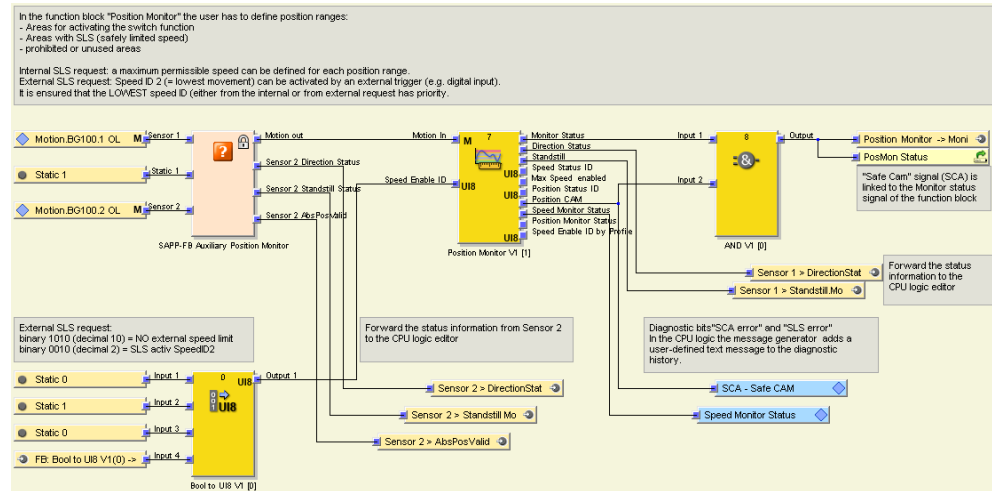 In the function block "Position Monitor" the user has to define position ranges:
- Areas for activating the switch function
- Areas with SLS (safely limited speed)
- prohibited or unused areas
Internal SLS request: a maximum permissible speed can be defined for each position range.
External SLS request: Speed ID 2 (= lowest movement) can be activated by an external trigger (e.g. digital input).
It is ensured that the LOWEST speed ID (either from the internal or from external request has priority.
Motion.BG100.1 OL M
Static 1
Motion.BG100.2 OL M
Sensor 1
Static 1
Sensor 2
Motion out
Sensor 2 Direction Status
Sensor 2 Standstill Status
Sensor 2 AbsPosValid
SAPP-FB Auxiliary Position Monitor
Motion In
Speed Enable ID
M
7
UI8
UI8
UI8
UI8
Monitor Status
Direction Status
Standstill
Speed Status ID
Max Speed enabled
Position Status ID
Position CAM
Speed Monitor Status
Position Monitor Status
Speed Enable ID by Profile
Position Monitor V1 [1]
Input 1
Input 2
8
&
Output
AND V1 [0]
Position Monitor -> Moni
PosMon Status
"Safe Cam" signal (SCA) is
linked to the Monitor status
signal of the function block
Sensor 1 > DirectionStat
Sensor 1 > Standstill.Mo
Forward the status
information to the
CPU logic editor
External SLS request:
binary 1010 (decimal 10) = NO external speed limit
binary 0010 (decimal 2) = SLS activ SpeedID2
Forward the status information from Sensor 2
to the CPU logic editor
Diagnostic bits"SCA error" and "SLS error"
In the CPU logic the message generator adds a
user-defined text message to the diagnostic
history.
Static 0
Static 1
Static 0
FB: Bool to UI8 V1(0) ->
Input 1
Input 2
Input 3
Input 4
0
UI8
UI8
Output 1
Bool to UI8 V1 [0]
Sensor 2 > DirectionStat
Sensor 2 > Standstill Mo
Sensor 2 > AbsPosValid
SCA - Safe CAM
Speed Monitor Status